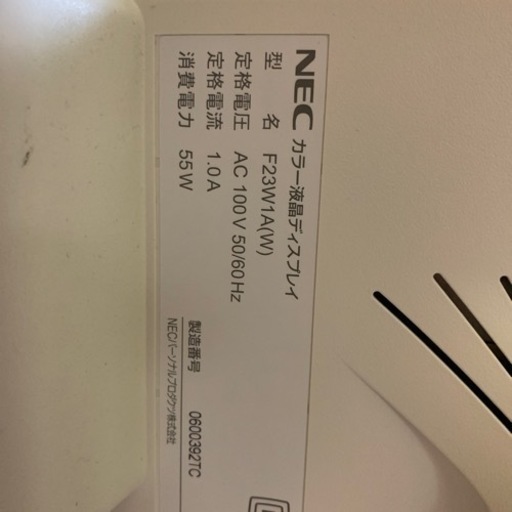 NEC カラー液晶ディスプレイ
型 名 F23W1A(W)
定格電圧 AC 100V 50/60Hz
定格電流 1.0A
消費電力 55W
製造番号 0600392TC
NECパーソナルプロダクツ株式会社